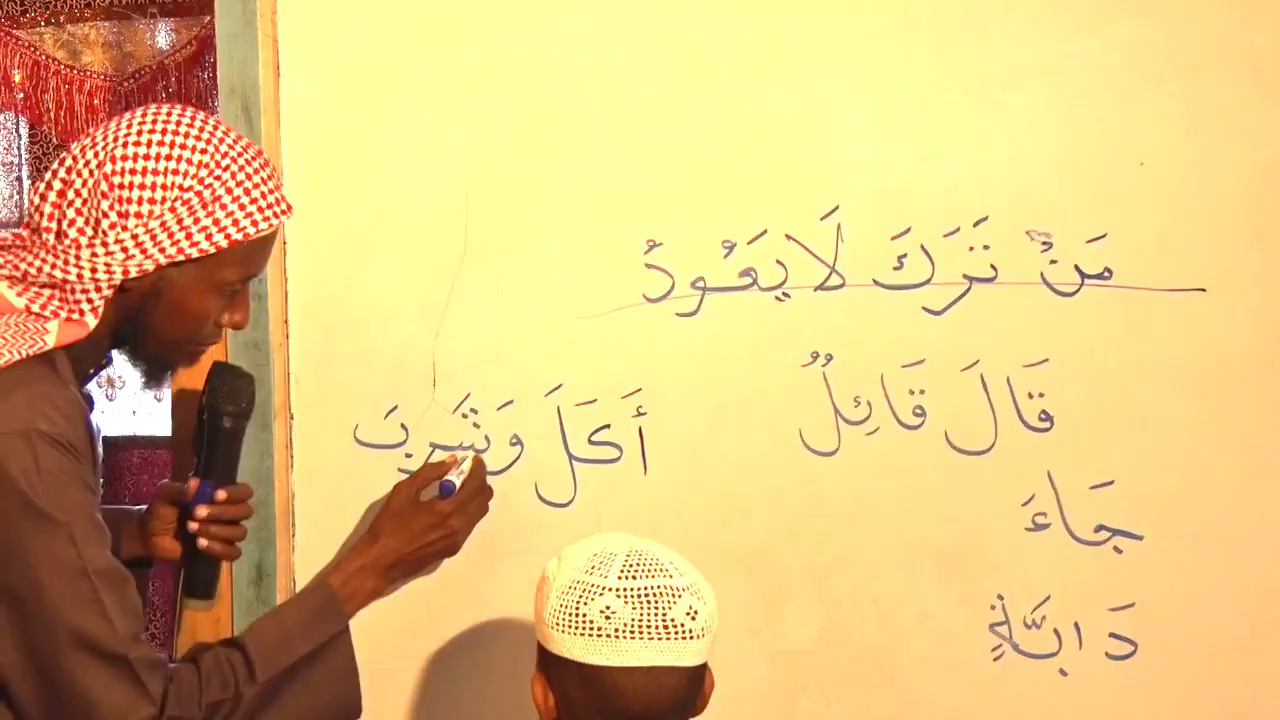 مَنْ تَرَكَ لَا يَعُودُ
قَالَ قَائِلٌ
أَكَلَ وَشَرِبَ
جَاءَ
دَابَّةٍ